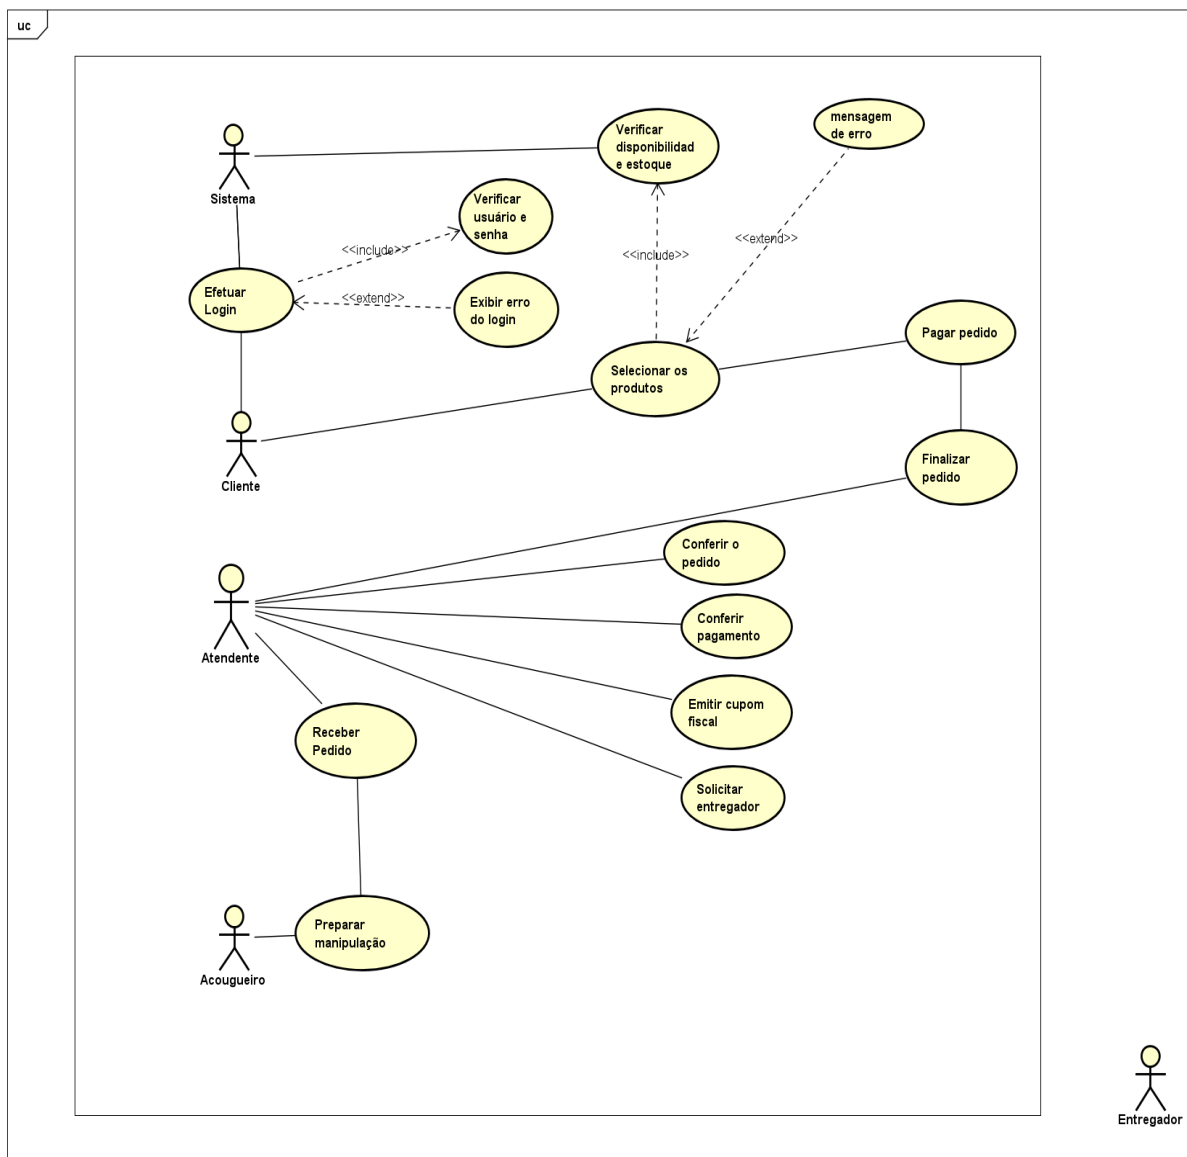 uc
Verificar
disponibilidad
e estoque
mensagem
de erro
Sistema
Verificar
usuário e
senha
<<include>>
<<extend>>
<<include>>
Efetuar
Login
<<extend>>
Exibir erro
do login
Pagar pedido
Selecionar os
produtos
Cliente
Finalizar
pedido
Conferir o
pedido
Atendente
Conferir
pagamento
Emitir cupom
fiscal
Receber
Pedido
Solicitar
entregador
Preparar
manipulação
Acougueiro
Entregador